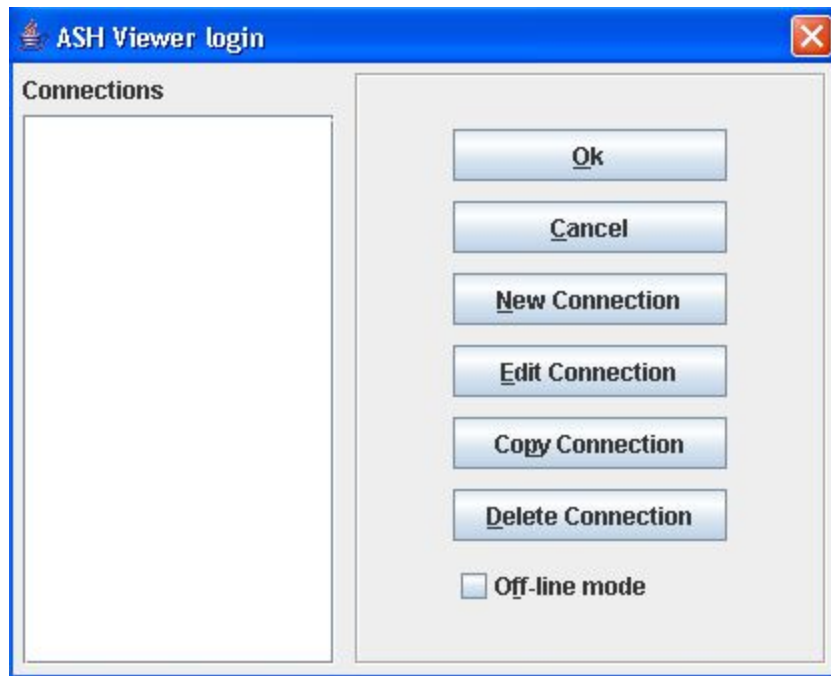 ASH Viewer login
Connections
Ok
Cancel
New Connection
Edit Connection
Copy Connection
Delete Connection
Off-line mode